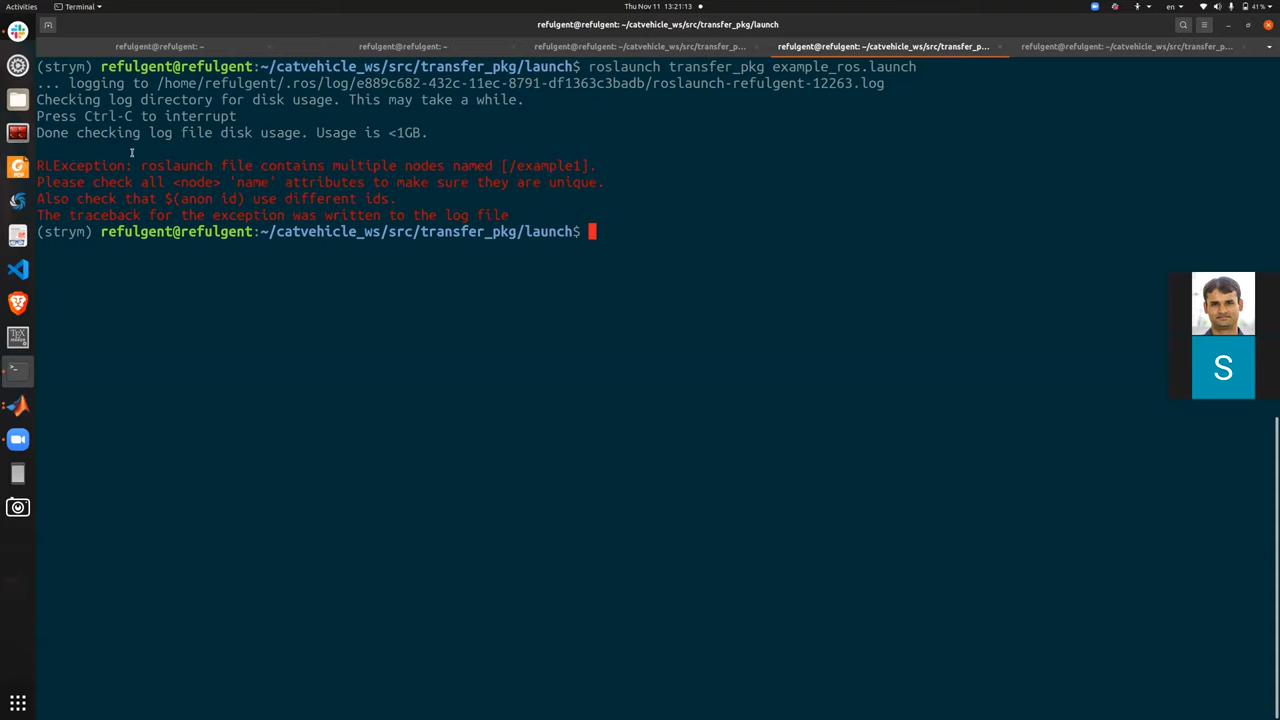 Activities
Terminal
Thu Nov 11 13:21:13
en
41%
refulgent@refulgent: ~/catvehicle_ws/src/transfer_pkg/launch
refulgent@refulgent: ~
refulgent@refulgent: ~
refulgent@refulgent: ~/catvehicle_ws/src/transfer_p...
refulgent@refulgent: ~/catvehicle_ws/src/transfer_p...
refulgent@refulgent: ~/catvehicle_ws/src/transfer_p...
(strym) refulgent@refulgent:~/catvehicle_ws/src/transfer_pkg/launch$ roslaunch transfer_pkg example_ros.launch
... logging to /home/refulgent/.ros/log/e889c682-432c-11ec-8791-df1363c3badb/roslaunch-refulgent-12263.log
Checking log directory for disk usage. This may take a while.
Press Ctrl-C to interrupt
Done checking log file disk usage. Usage is <1GB.
RLException: roslaunch file contains multiple nodes named [/example1].
Please check all <node> 'name' attributes to make sure they are unique.
Also check that $(anon id) use different ids.
The traceback for the exception was written to the log file
(strym) refulgent@refulgent:~/catvehicle_ws/src/transfer_pkg/launch$
S